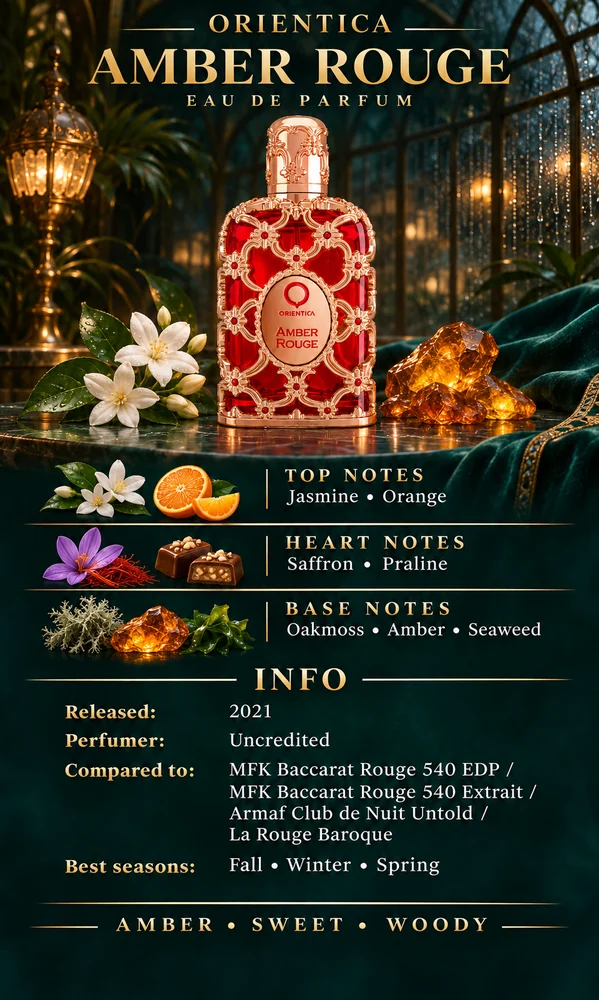 ORIENTICA
AMBER ROUGE
EAU DE PARFUM
ORIENTICA
AMBER
ROUGE
TOP NOTES
Jasmine • Orange
HEART NOTES
Saffron • Praline
BASE NOTES
Oakmoss • Amber • Seaweed
INFO
Released: 2021
Perfumer: Uncredited
Compared to: MFK Baccarat Rouge 540 EDP /
MFK Baccarat Rouge 540 Extrait /
Armaf Club de Nuit Untold /
La Rouge Baroque
Best seasons: Fall • Winter • Spring
AMBER • SWEET • WOODY